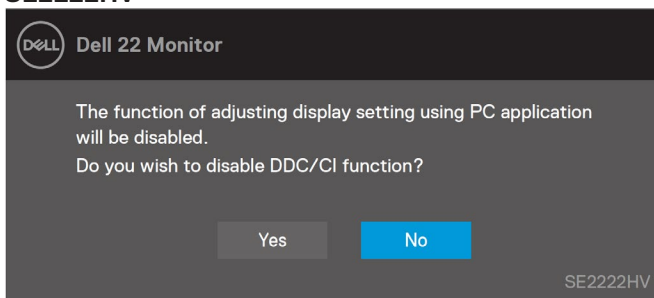 SE2222HV
DELL Dell 22 Monitor
The function of adjusting display setting using PC application
will be disabled.
Do you wish to disable DDC/CI function?
Yes No
SE2222HV